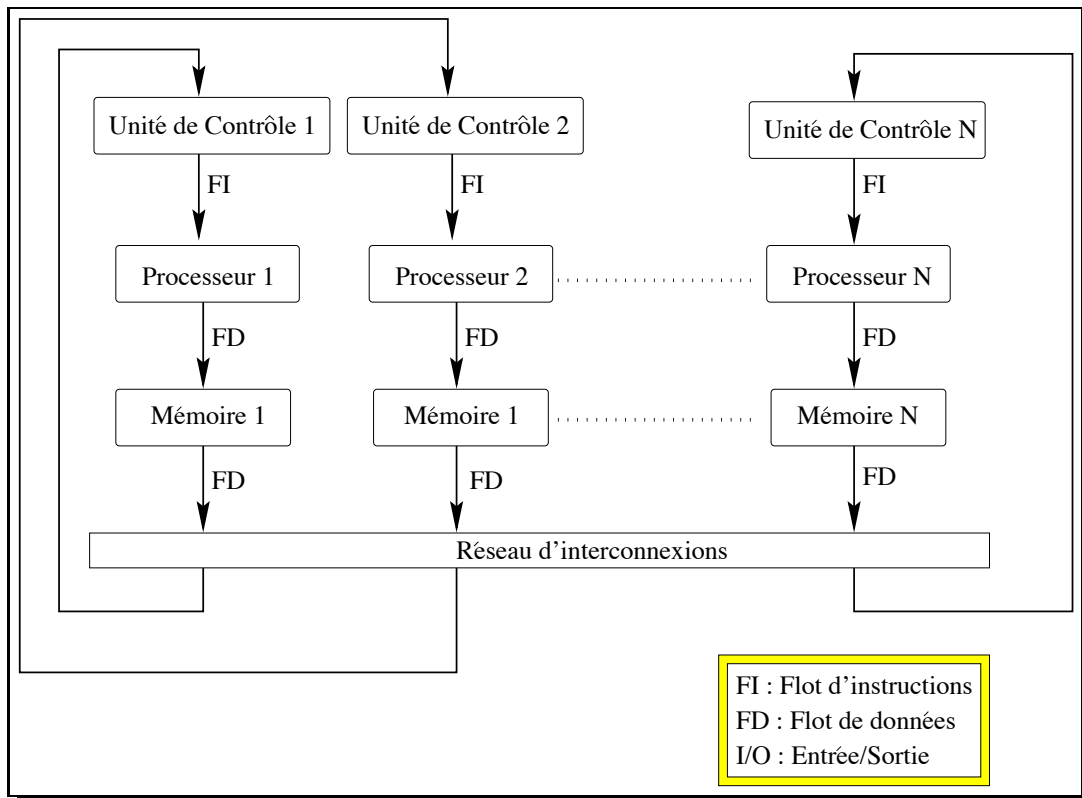 Unité de Contrôle 1
Unité de Contrôle 2
Unité de Contrôle N
FI
FI
FI
Processeur 1
Processeur 2
Processeur N
FD
FD
FD
Mémoire 1
Mémoire 1
Mémoire N
FD
FD
FD
Réseau d'interconnexions
FI : Flot d'instructions
FD : Flot de données
I/O : Entrée/Sortie